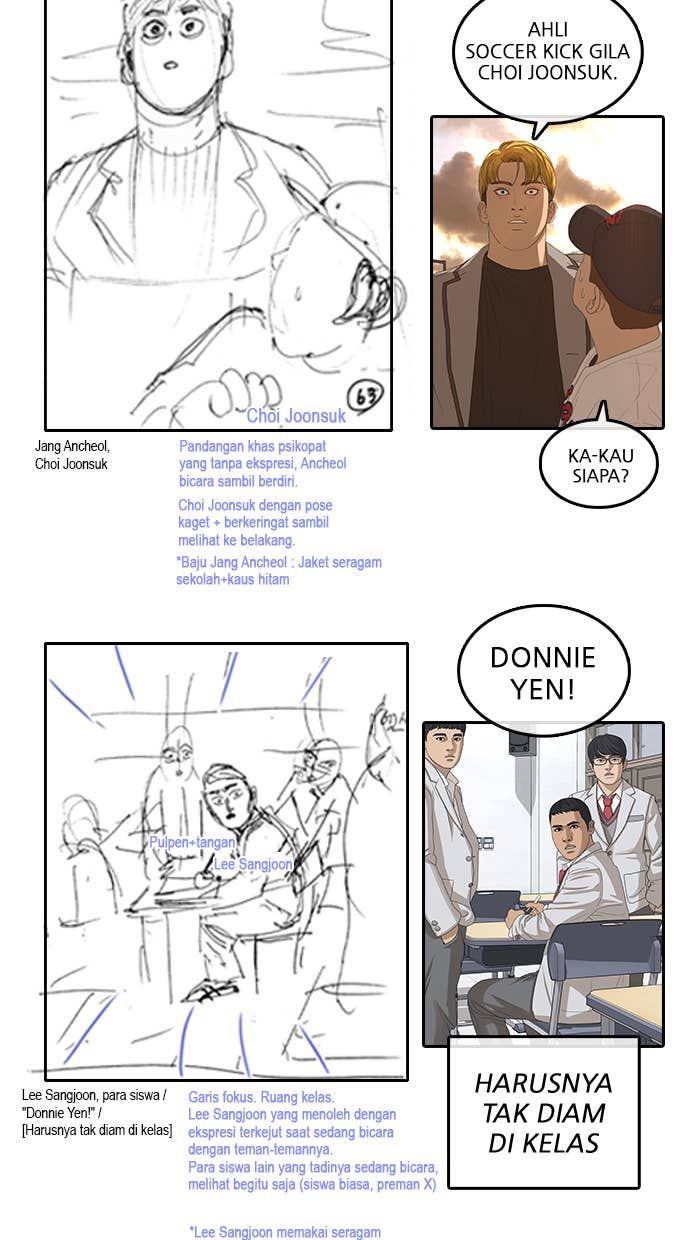 AHLI
SOCCER KICK GILA
CHOI JOONSUK.
63
Choi Joonsuk
Jang Ancheol,
Choi Joonsuk
Pandangan khas psikopat
yang tanpa ekspresi, Ancheol
bicara sambil berdiri.
Choi Joonsuk dengan pose
kaget + berkeringat sambil
melihat ke belakang.
*Baju Jang Ancheol : Jaket seragam
sekolah+kaus hitam
KA-KAU
SIAPA?
DONNIE
YEN!
Pulpen+tangan
Lee Sangjoon
Lee Sangjoon, para siswa /
"Donnie Yen!" /
[Harusnya tak diam di kelas]
Garis fokus. Ruang kelas.
Lee Sangjoon yang menoleh dengan
ekspresi terkejut saat sedang bicara
dengan teman-temannya.
Para siswa lain yang tadinya sedang bicara,
melihat begitu saja (siswa biasa, preman X)
*Lee Sangjoon memakai seragam
HARUSNYA
TAK DIAM
DI KELAS